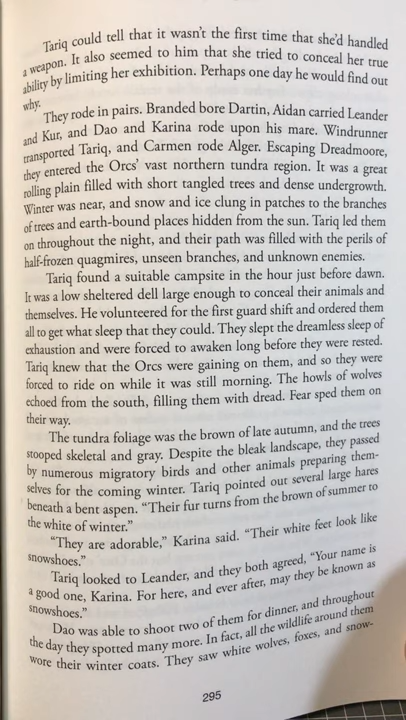 Tariq could tell that it wasn't the first time that she'd handled
a weapon. It also seemed to him that she tried to conceal her true
ability by limiting her exhibition. Perhaps one day he would find out
why.
They rode in pairs. Branded bore Dartin, Aidan carried Leander
and Kur, and Dao and Karina rode upon his mare. Windrunner
transported Tariq, and Carmen rode Alger. Escaping Dreadmoore,
they entered the Orcs' vast northern tundra region. It was a great
rolling plain filled with short tangled trees and dense undergrowth.
Winter was near, and snow and ice clung in patches to the branches
of trees and earth-bound places hidden from the sun. Tariq led them
on throughout the night, and their path was filled with the perils of
half-frozen quagmires, unseen branches, and unknown enemies.
Tariq found a suitable campsite in the hour just before dawn.
It was a low sheltered dell large enough to conceal their animals and
themselves. He volunteered for the first guard shift and ordered them
all to get what sleep that they could. They slept the dreamless sleep of
exhaustion and were forced to awaken long before they were rested.
Tariq knew that the Orcs were gaining on them, and so they were
forced to ride on while it was still morning. The howls of wolves
echoed from the south, filling them with dread. Fear sped them on
their way.
The tundra foliage was the brown of late autumn, and the trees
stooped skeletal and gray. Despite the bleak landscape, they passed
by numerous migratory birds and other animals preparing them-
selves for the coming winter. Tariq pointed out several large hares
beneath a bent aspen. "Their fur turns from the brown of summer to
the white of winter."
"They are adorable," Karina said. "Their white feet look like
snowshoes."
Tariq looked to Leander, and they both agreed, "Your name is
a good one, Karina. For here, and ever after, may they be known as
snowshoes."
Dao was able to shoot two of them for dinner, and throughout
the day they spotted many more. In fact, all the wildlife around them
wore their winter coats. They saw white wolves, foxes, and snow-
295